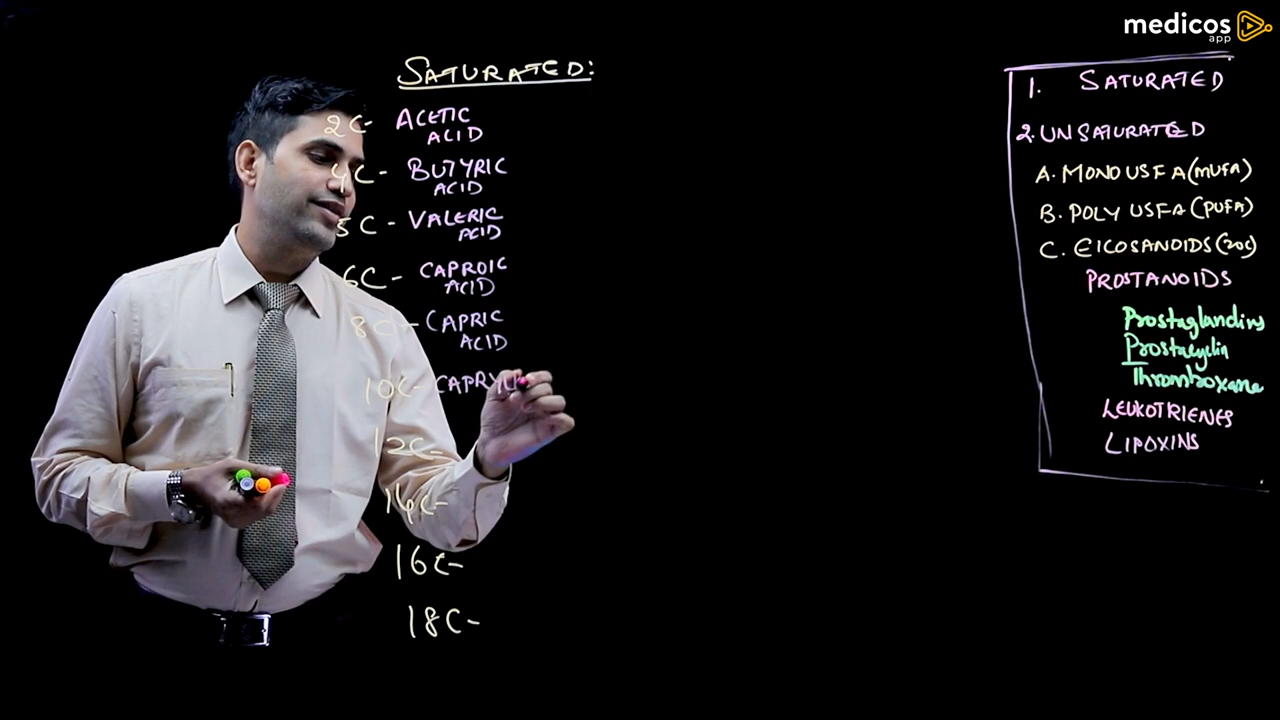 medicos
app
SATURATED:
2C- ACETIC
ACID
4C- BUTYRIC
ACID
5C- VALERIC
ACID
6C- CAPROIC
ACID
8C- CAPRIC
ACID
10C- CAPRYL
12C-
14C-
16C-
18C-
1. SATURATED
2. UNSATURATED
A. MONO USFA (MUFA)
B. POLY USFA (PUFA)
C. EICOSANOIDS (20C)
PROSTANOIDS
Prostaglandins
Prostacyclin
Thromboxane
LEUKOTRIENES
LIPOXINS